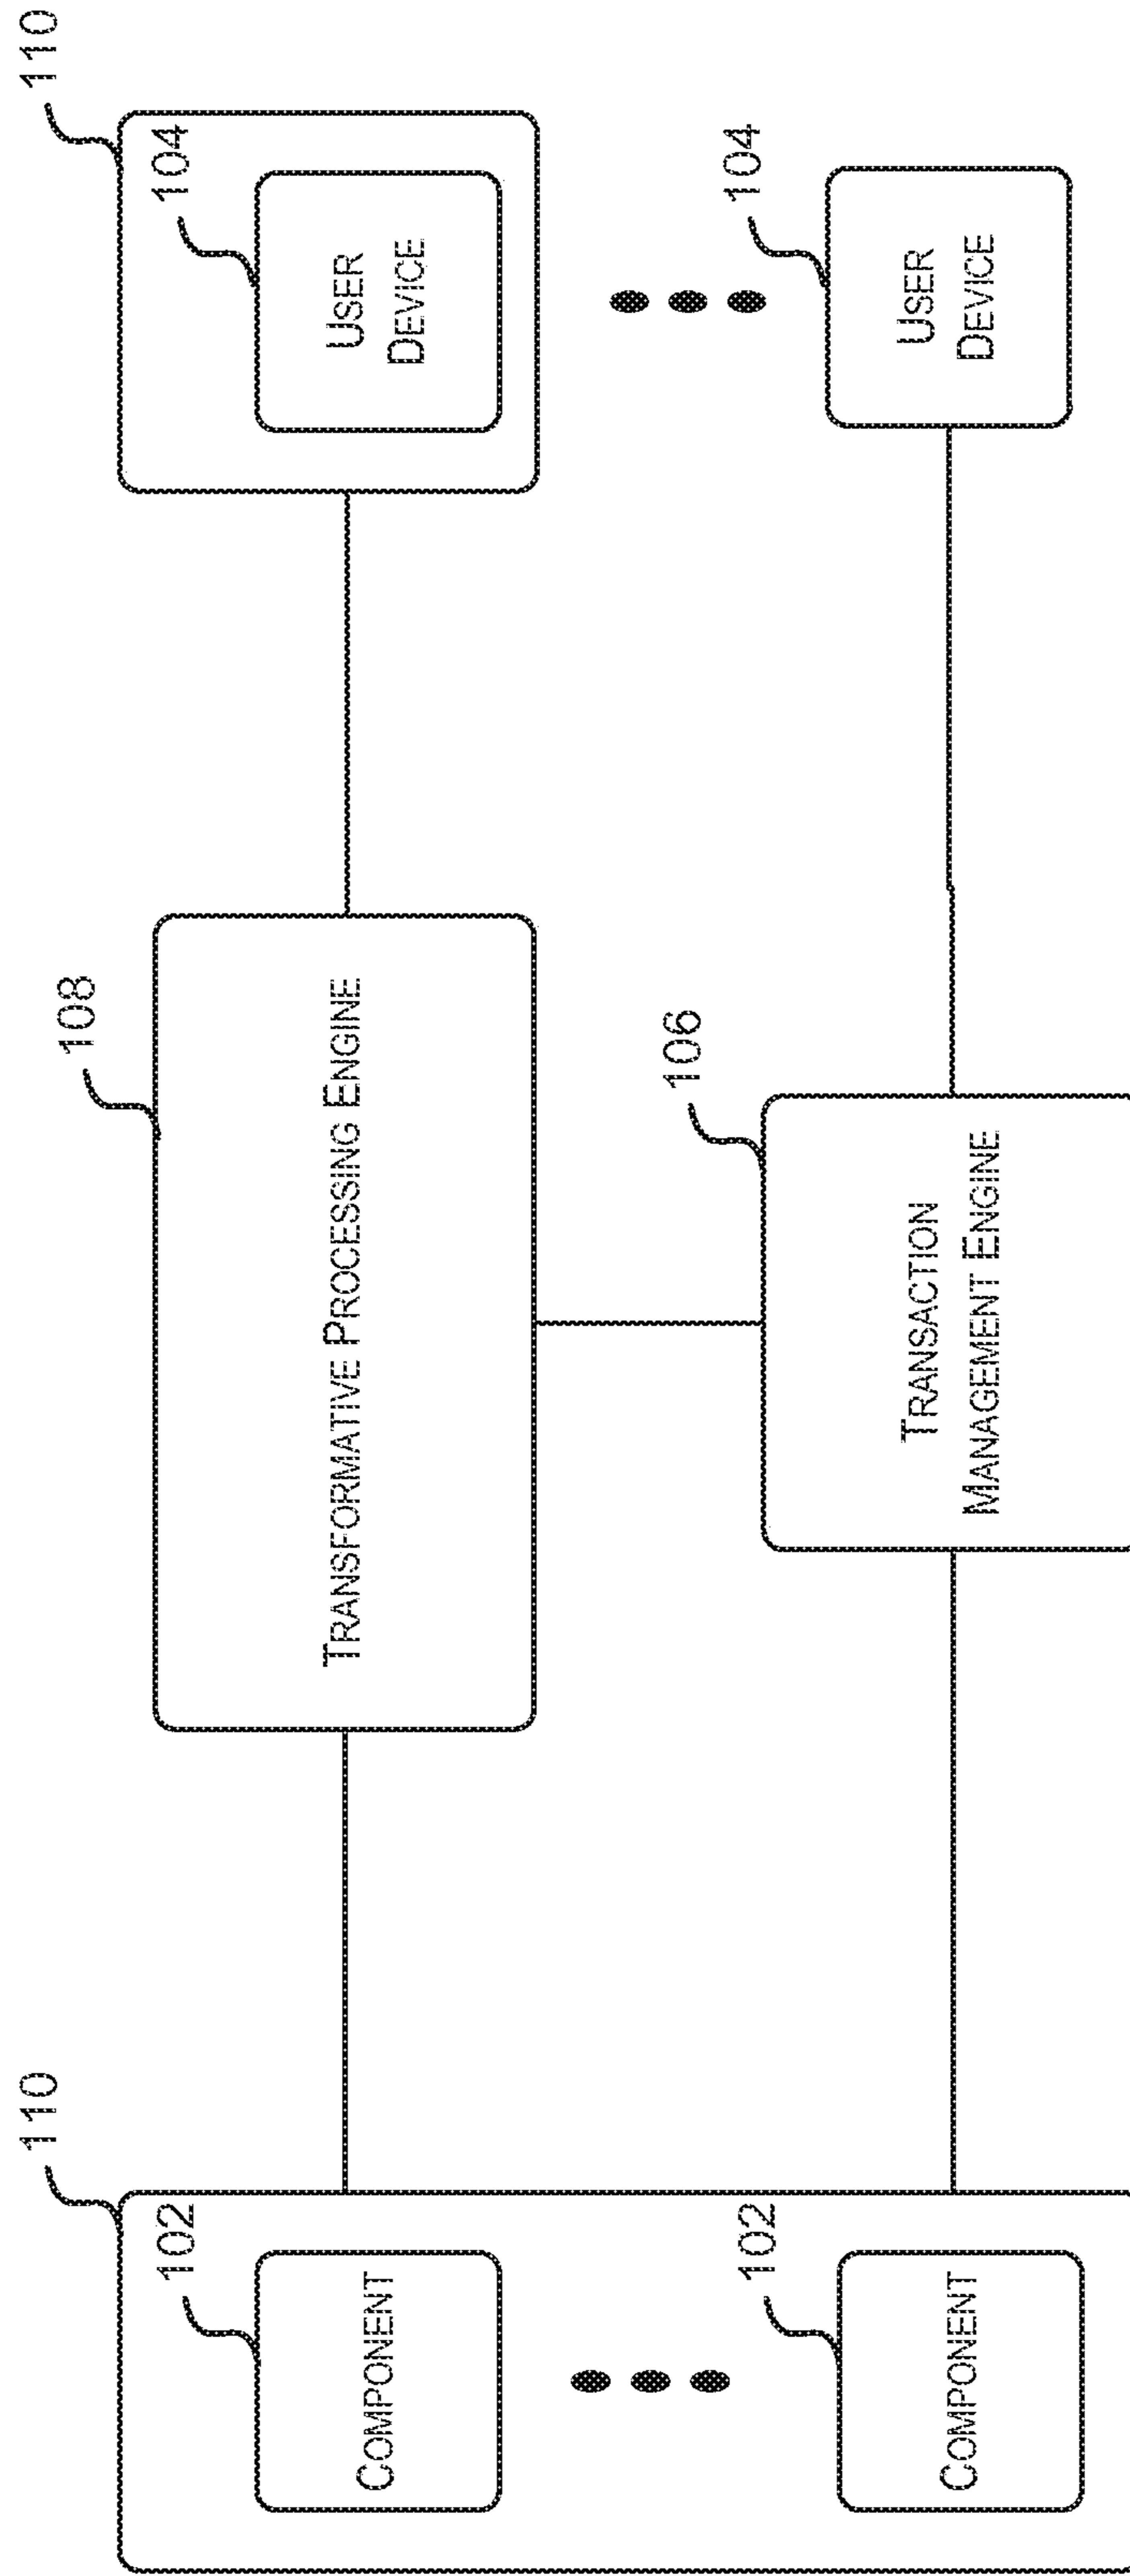 110
110
108
102
104
COMPONENT
TRANSFORMATIVE PROCESSING ENGINE
USER
DEVICE
102
106
104
COMPONENT
TRANSACTION
MANAGEMENT ENGINE
USER
DEVICE